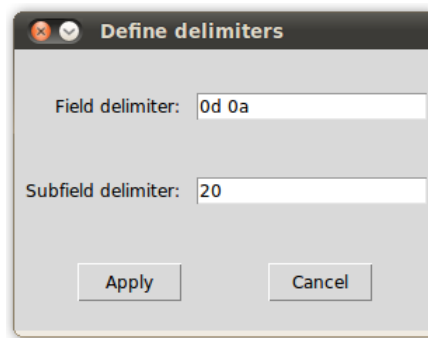 Define delimiters
Field delimiter: 0d 0a
Subfield delimiter: 20
Apply Cancel